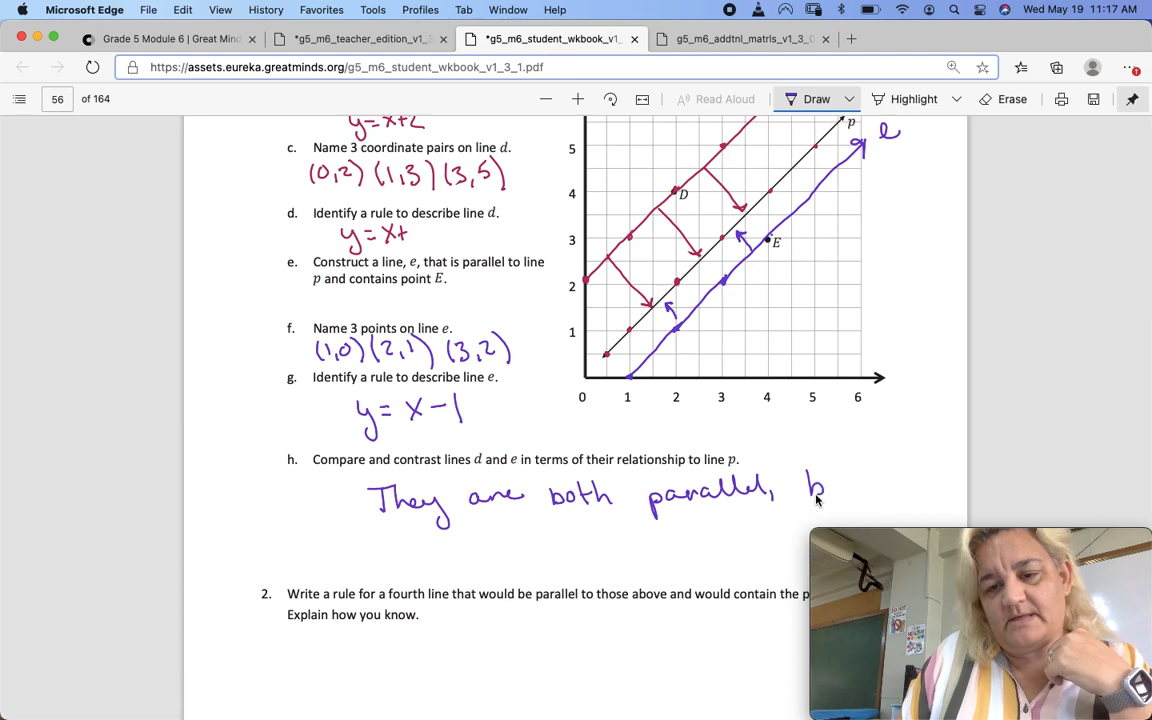 Microsoft Edge File Edit View History Favorites Tools Profiles Tab Window Help Wed May 19 11:17 AM
Grade 5 Module 6 | Great Mind *g5_m6_teacher_edition_v1_ *g5_m6_student_wkbook_v1_ g5_m6_addtnl_matrls_v1_3_
https://assets.eureka.greatminds.org/g5_m6_student_wkbook_v1_3_1.pdf
56 of 164 Read Aloud Draw Highlight Erase
y=x+2
c. Name 3 coordinate pairs on line d.
(0,2) (1,3) (3,5)
d. Identify a rule to describe line d.
y=x+
e. Construct a line, e, that is parallel to line
p and contains point E.
f. Name 3 points on line e.
(1,0) (2,1) (3,2)
g. Identify a rule to describe line e.
y = x - 1
p
e
5
4
D
3
E
2
1
0 1 2 3 4 5 6
h. Compare and contrast lines d and e in terms of their relationship to line p.
They are both parallel, b
2. Write a rule for a fourth line that would be parallel to those above and would contain the p
Explain how you know.